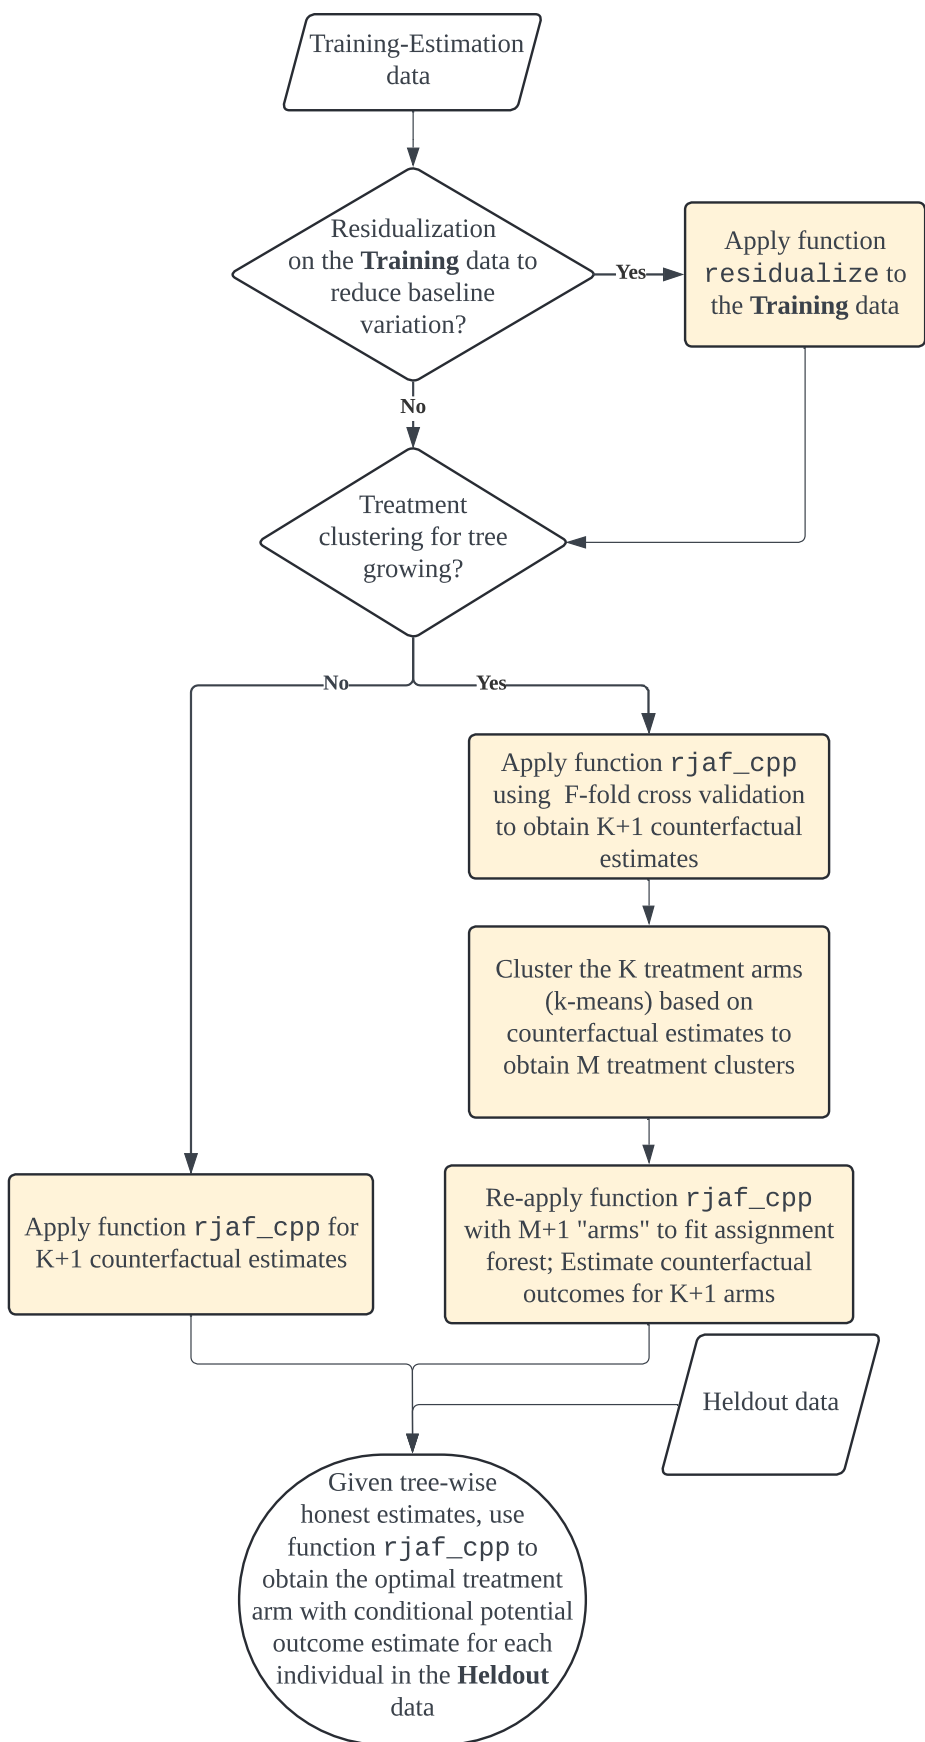 Training-Estimation
data
Residualization
on the Training data to
reduce baseline
variation?
Yes
Apply function
residualize to
the Training data
No
Treatment
clustering for tree
growing?
No
Yes
Apply function rjaf_cpp
using F-fold cross validation
to obtain K+1 counterfactual
estimates
Cluster the K treatment arms
(k-means) based on
counterfactual estimates to
obtain M treatment clusters
Apply function rjaf_cpp for
K+1 counterfactual estimates
Re-apply function rjaf_cpp
with M+1 "arms" to fit assignment
forest; Estimate counterfactual
outcomes for K+1 arms
Heldout data
Given tree-wise
honest estimates, use
function rjaf_cpp to
obtain the optimal treatment
arm with conditional potential
outcome estimate for each
individual in the Heldout
data